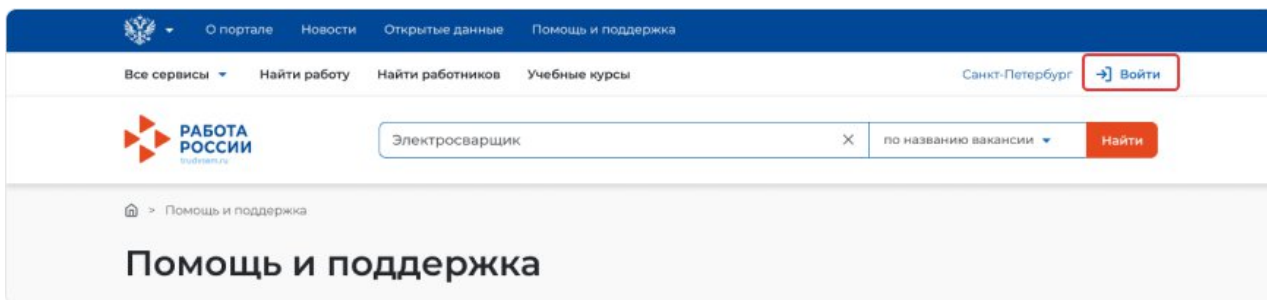 О портале Новости Открытые данные Помощь и поддержка
Все сервисы Найти работу Найти работников Учебные курсы Санкт-Петербург Войти
РАБОТА
РОССИИ
trudvsem.ru
Электросварщик по названию вакансии Найти
> Помощь и поддержка
Помощь и поддержка